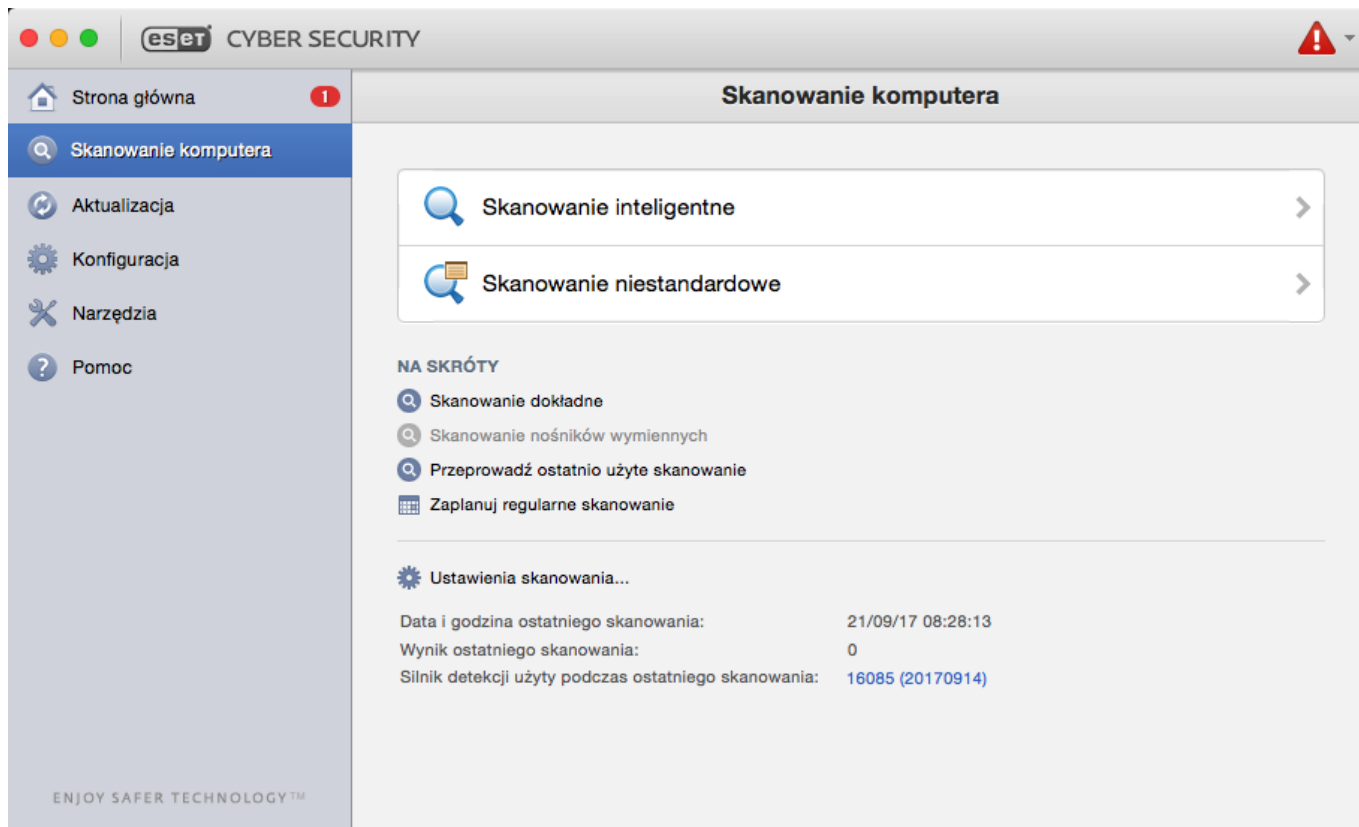 eset CYBER SECURITY
Strona główna 1
Skanowanie komputera
Aktualizacja
Konfiguracja
Narzędzia
Pomoc
ENJOY SAFER TECHNOLOGY™
Skanowanie komputera
Skanowanie inteligentne
Skanowanie niestandardowe
NA SKRÓTY
Skanowanie dokładne
Skanowanie nośników wymiennych
Przeprowadź ostatnio użyte skanowanie
Zaplanuj regularne skanowanie
Ustawienia skanowania...
Data i godzina ostatniego skanowania: 21/09/17 08:28:13
Wynik ostatniego skanowania: 0
Silnik detekcji użyty podczas ostatniego skanowania: 16085 (20170914)